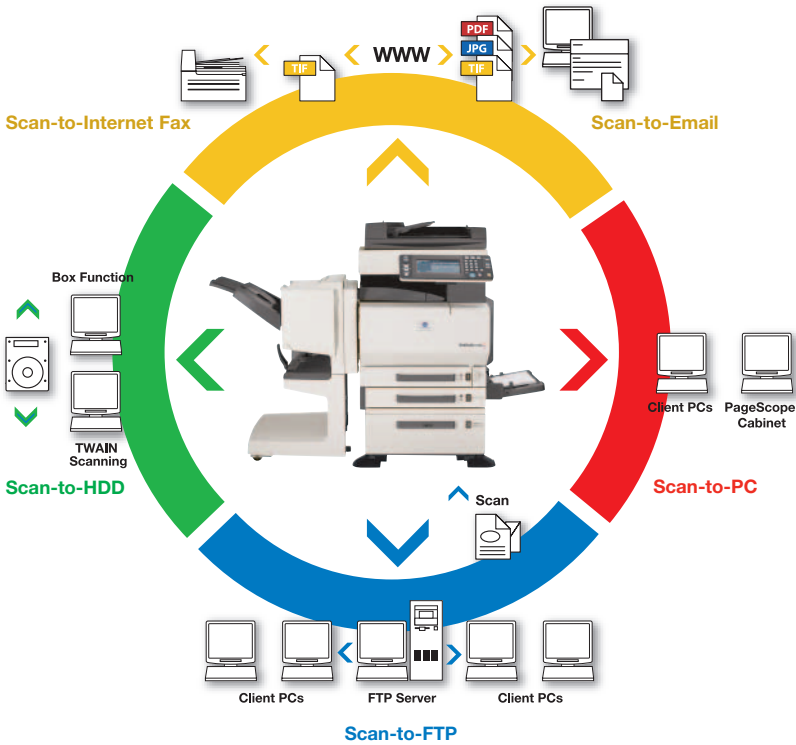 PDF
JPG
TIF
TIF
WWW
Scan-to-Internet Fax
Scan-to-Email
Box Function
TWAIN
Scanning
Scan-to-HDD
Client PCs
PageScope
Cabinet
Scan-to-PC
Scan
Client PCs
FTP Server
Client PCs
Scan-to-FTP